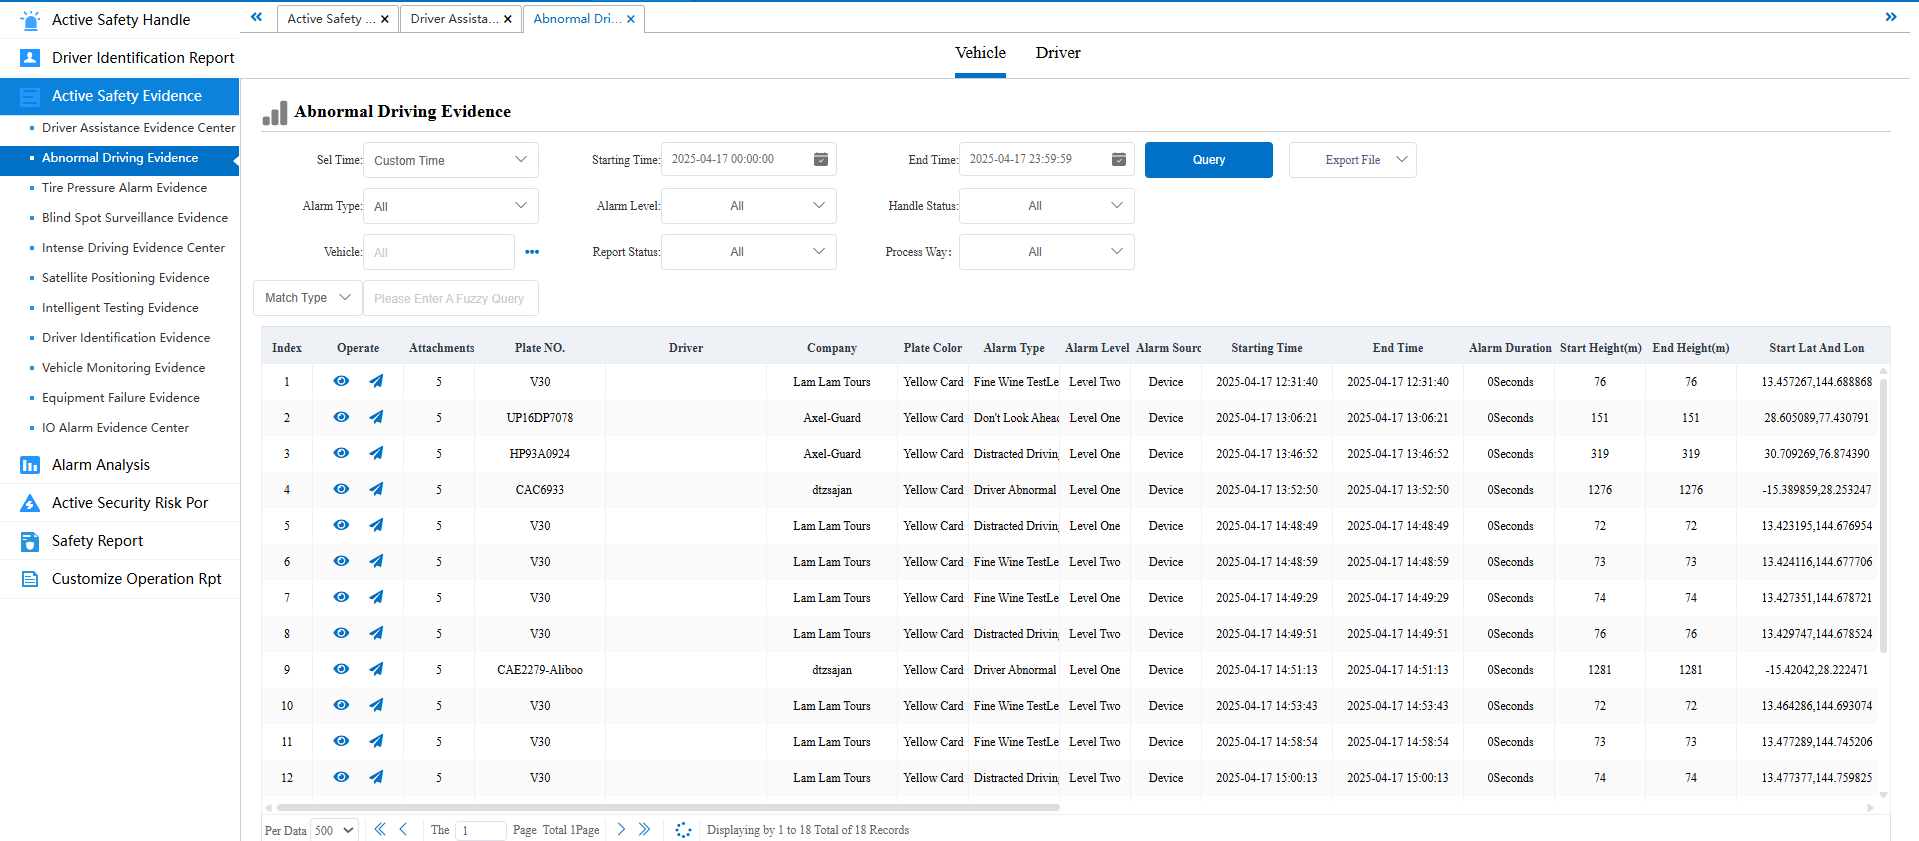 Active Safety Handle
Driver Identification Report
Active Safety Evidence
Driver Assistance Evidence Center
Abnormal Driving Evidence
Tire Pressure Alarm Evidence
Blind Spot Surveillance Evidence
Intense Driving Evidence Center
Satellite Positioning Evidence
Intelligent Testing Evidence
Driver Identification Evidence
Vehicle Monitoring Evidence
Equipment Failure Evidence
IO Alarm Evidence Center
Alarm Analysis
Active Security Risk Por
Safety Report
Customize Operation Rpt
Active Safety ... Driver Assista... Abnormal Dri...
Vehicle Driver
Abnormal Driving Evidence
Sel Time: Custom Time Starting Time: 2025-04-17 00:00:00 End Time: 2025-04-17 23:59:59 Query Export File
Alarm Type: All Alarm Level: All Handle Status: All
Vehicle: All Report Status: All Process Way: All
Match Type Please Enter A Fuzzy Query
Index Operate Attachments Plate NO. Driver Company Plate Color Alarm Type Alarm Level Alarm Sourc Starting Time End Time Alarm Duration Start Height(m) End Height(m) Start Lat And Lon
1 5 V30 Lam Lam Tours Yellow Card Fine Wine TestLe Level Two Device 2025-04-17 12:31:40 2025-04-17 12:31:40 0Seconds 76 76 13.457267,144.688868
2 5 UP16DP7078 Axel-Guard Yellow Card Don't Look Ahead Level One Device 2025-04-17 13:06:21 2025-04-17 13:06:21 0Seconds 151 151 28.605089,77.430791
3 5 HP93A0924 Axel-Guard Yellow Card Distracted Drivin Level One Device 2025-04-17 13:46:52 2025-04-17 13:46:52 0Seconds 319 319 30.709269,76.874390
4 5 CAC6933 dtzsajan Yellow Card Driver Abnormal Level One Device 2025-04-17 13:52:50 2025-04-17 13:52:50 0Seconds 1276 1276 -15.389859,28.253247
5 5 V30 Lam Lam Tours Yellow Card Distracted Drivin Level One Device 2025-04-17 14:48:49 2025-04-17 14:48:49 0Seconds 72 72 13.423195,144.676954
6 5 V30 Lam Lam Tours Yellow Card Fine Wine TestLe Level Two Device 2025-04-17 14:48:59 2025-04-17 14:48:59 0Seconds 73 73 13.424116,144.677706
7 5 V30 Lam Lam Tours Yellow Card Fine Wine TestLe Level One Device 2025-04-17 14:49:29 2025-04-17 14:49:29 0Seconds 74 74 13.427351,144.678721
8 5 V30 Lam Lam Tours Yellow Card Distracted Drivin Level Two Device 2025-04-17 14:49:51 2025-04-17 14:49:51 0Seconds 76 76 13.429747,144.678524
9 5 CAE2279-Aliboo dtzsajan Yellow Card Driver Abnormal Level One Device 2025-04-17 14:51:13 2025-04-17 14:51:13 0Seconds 1281 1281 -15.42042,28.222471
10 5 V30 Lam Lam Tours Yellow Card Fine Wine TestLe Level Two Device 2025-04-17 14:53:43 2025-04-17 14:53:43 0Seconds 72 72 13.464286,144.693074
11 5 V30 Lam Lam Tours Yellow Card Fine Wine TestLe Level Two Device 2025-04-17 14:58:54 2025-04-17 14:58:54 0Seconds 73 73 13.477289,144.745206
12 5 V30 Lam Lam Tours Yellow Card Distracted Drivin Level Two Device 2025-04-17 15:00:13 2025-04-17 15:00:13 0Seconds 74 74 13.477377,144.759825
Per Data 500 The 1 Page Total 1Page Displaying by 1 to 18 Total of 18 Records